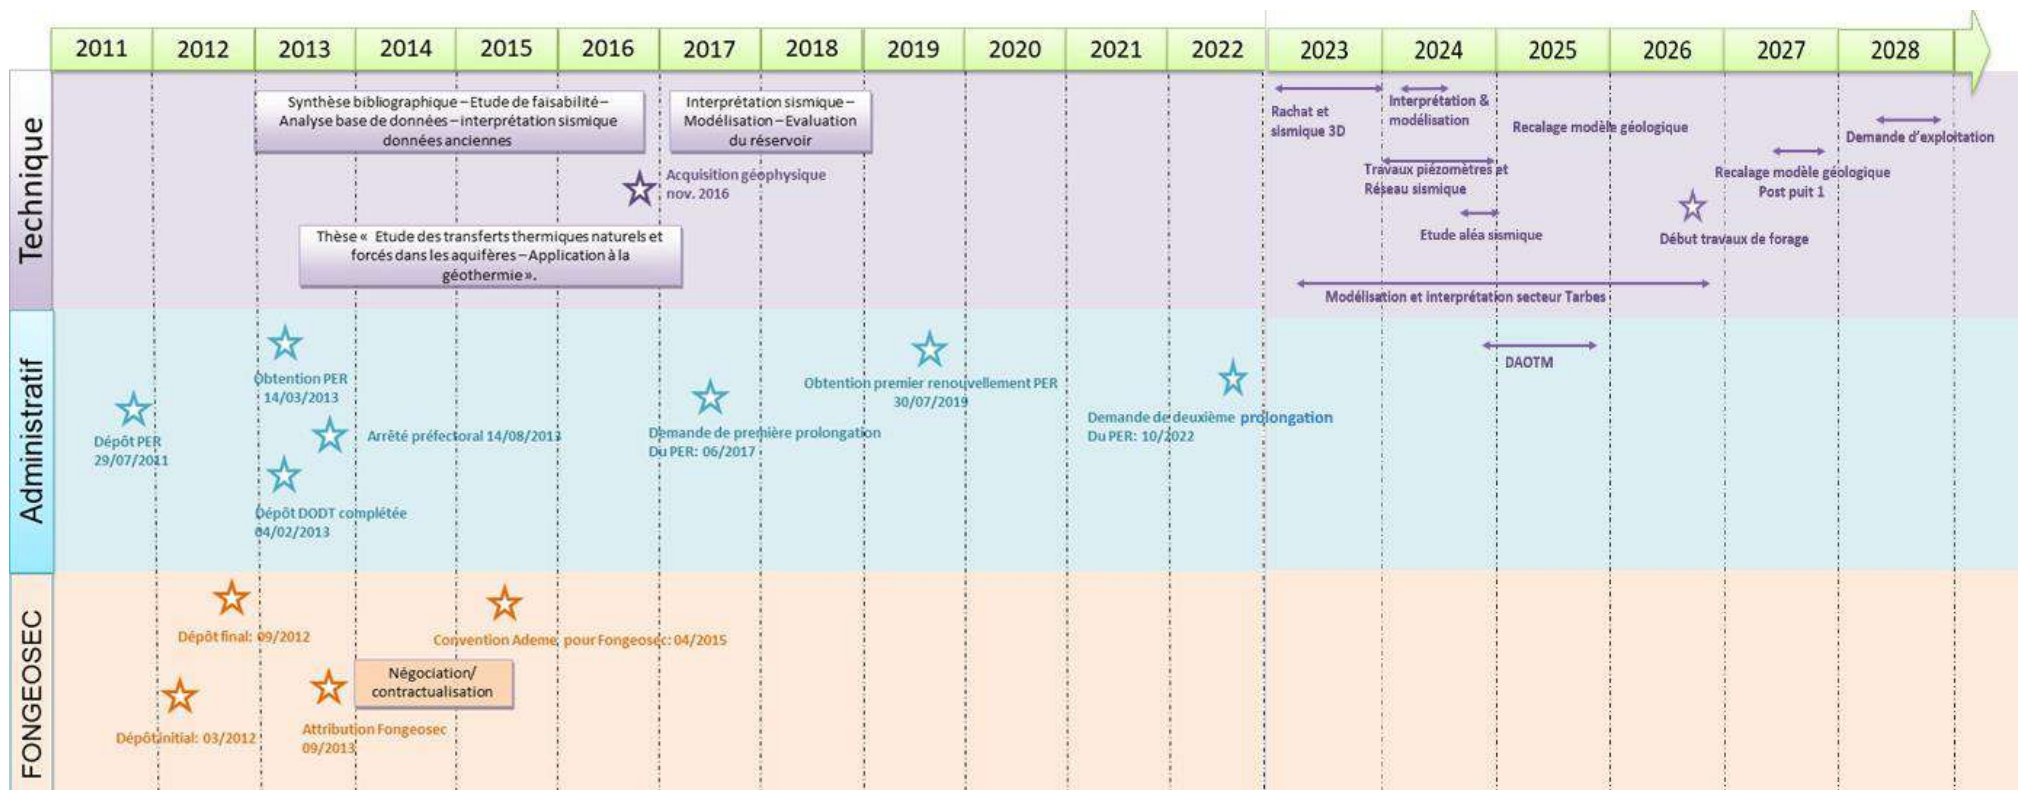 2011 2012 2013 2014 2015 2016 2017 2018 2019 2020 2021 2022 2023 2024 2025 2026 2027 2028
Technique
Synthèse bibliographique – Etude de faisabilité –
Analyse base de données – interprétation sismique
données anciennes
Interprétation sismique –
Modélisation – Evaluation
du réservoir
Acquisition géophysique
nov. 2016
Thèse « Etude des transferts thermiques naturels et
forcés dans les aquifères – Application à la
géothermie ».
Rachat et
sismique 3D
Interprétation &
modélisation
Recalage modèle géologique
Demande d'exploitation
Travaux piézomètres et
Réseau sismique
Recalage modèle géologique
Post puit 1
Etude aléa sismique
Début travaux de forage
Modélisation et interprétation secteur Tarbes
Administratif
DAOTM
Obtention PER
14/03/2013
Obtention premier renouvellement PER
30/07/2019
Dépôt PER
29/07/2011
Arrêté préfectoral 14/08/2013
Demande de première prolongation
Du PER: 06/2017
Demande de deuxième prolongation
Du PER: 10/2022
Dépôt DODT complétée
04/02/2013
FONGEOSEC
Dépôt final: 09/2012
Convention Ademe pour Fongeosec: 04/2015
Négociation/
contractualisation
Dépôt initial: 03/2012
Attribution Fongeosec
09/2013